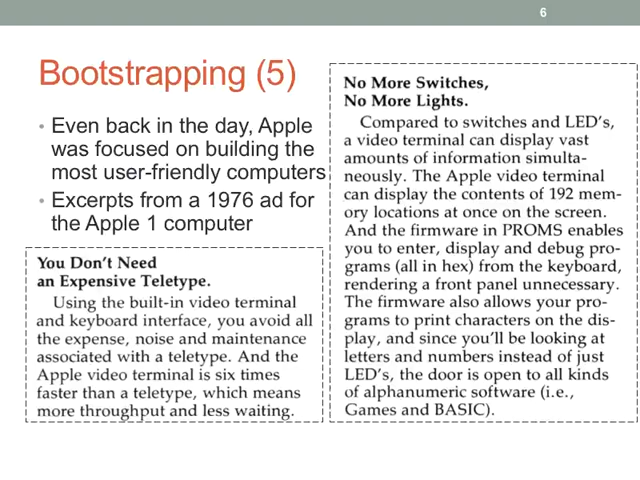 6
Bootstrapping (5)
• Even back in the day, Apple
was focused on building the
most user-friendly computers
• Excerpts from a 1976 ad for
the Apple 1 computer
You Don't Need
an Expensive Teletype.
Using the built-in video terminal
and keyboard interface, you avoid all
the expense, noise and maintenance
associated with a teletype. And the
Apple video terminal is six times
faster than a teletype, which means
more throughput and less waiting.
No More Switches,
No More Lights.
Compared to switches and LED's,
a video terminal can display vast
amounts of information simulta-
neously. The Apple video terminal
can display the contents of 192 mem-
ory locations at once on the screen.
And the firmware in PROMS enables
you to enter, display and debug pro-
grams (all in hex) from the keyboard,
rendering a front panel unnecessary.
The firmware also allows your pro-
grams to print characters on the dis-
play, and since you'll be looking at
letters and numbers instead of just
LED's, the door is open to all kinds
of alphanumeric software (i.e.,
Games and BASIC).